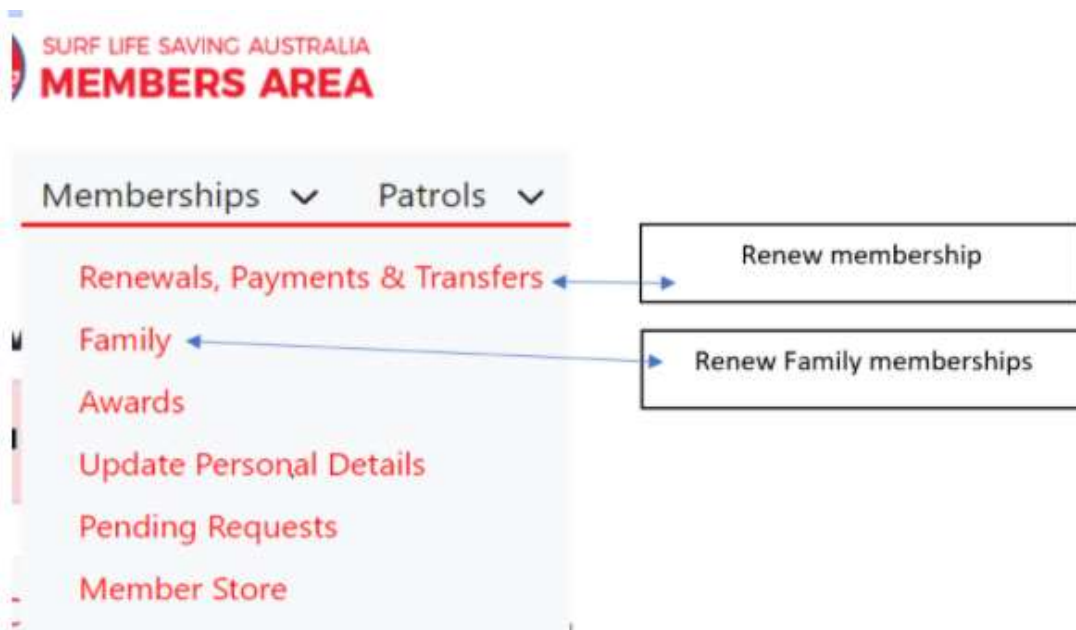 SURF LIFE SAVING AUSTRALIA
MEMBERS AREA
Memberships Patrols
Renewals, Payments & Transfers
Renew membership
Family
Renew Family memberships
Awards
Update Personal Details
Pending Requests
Member Store